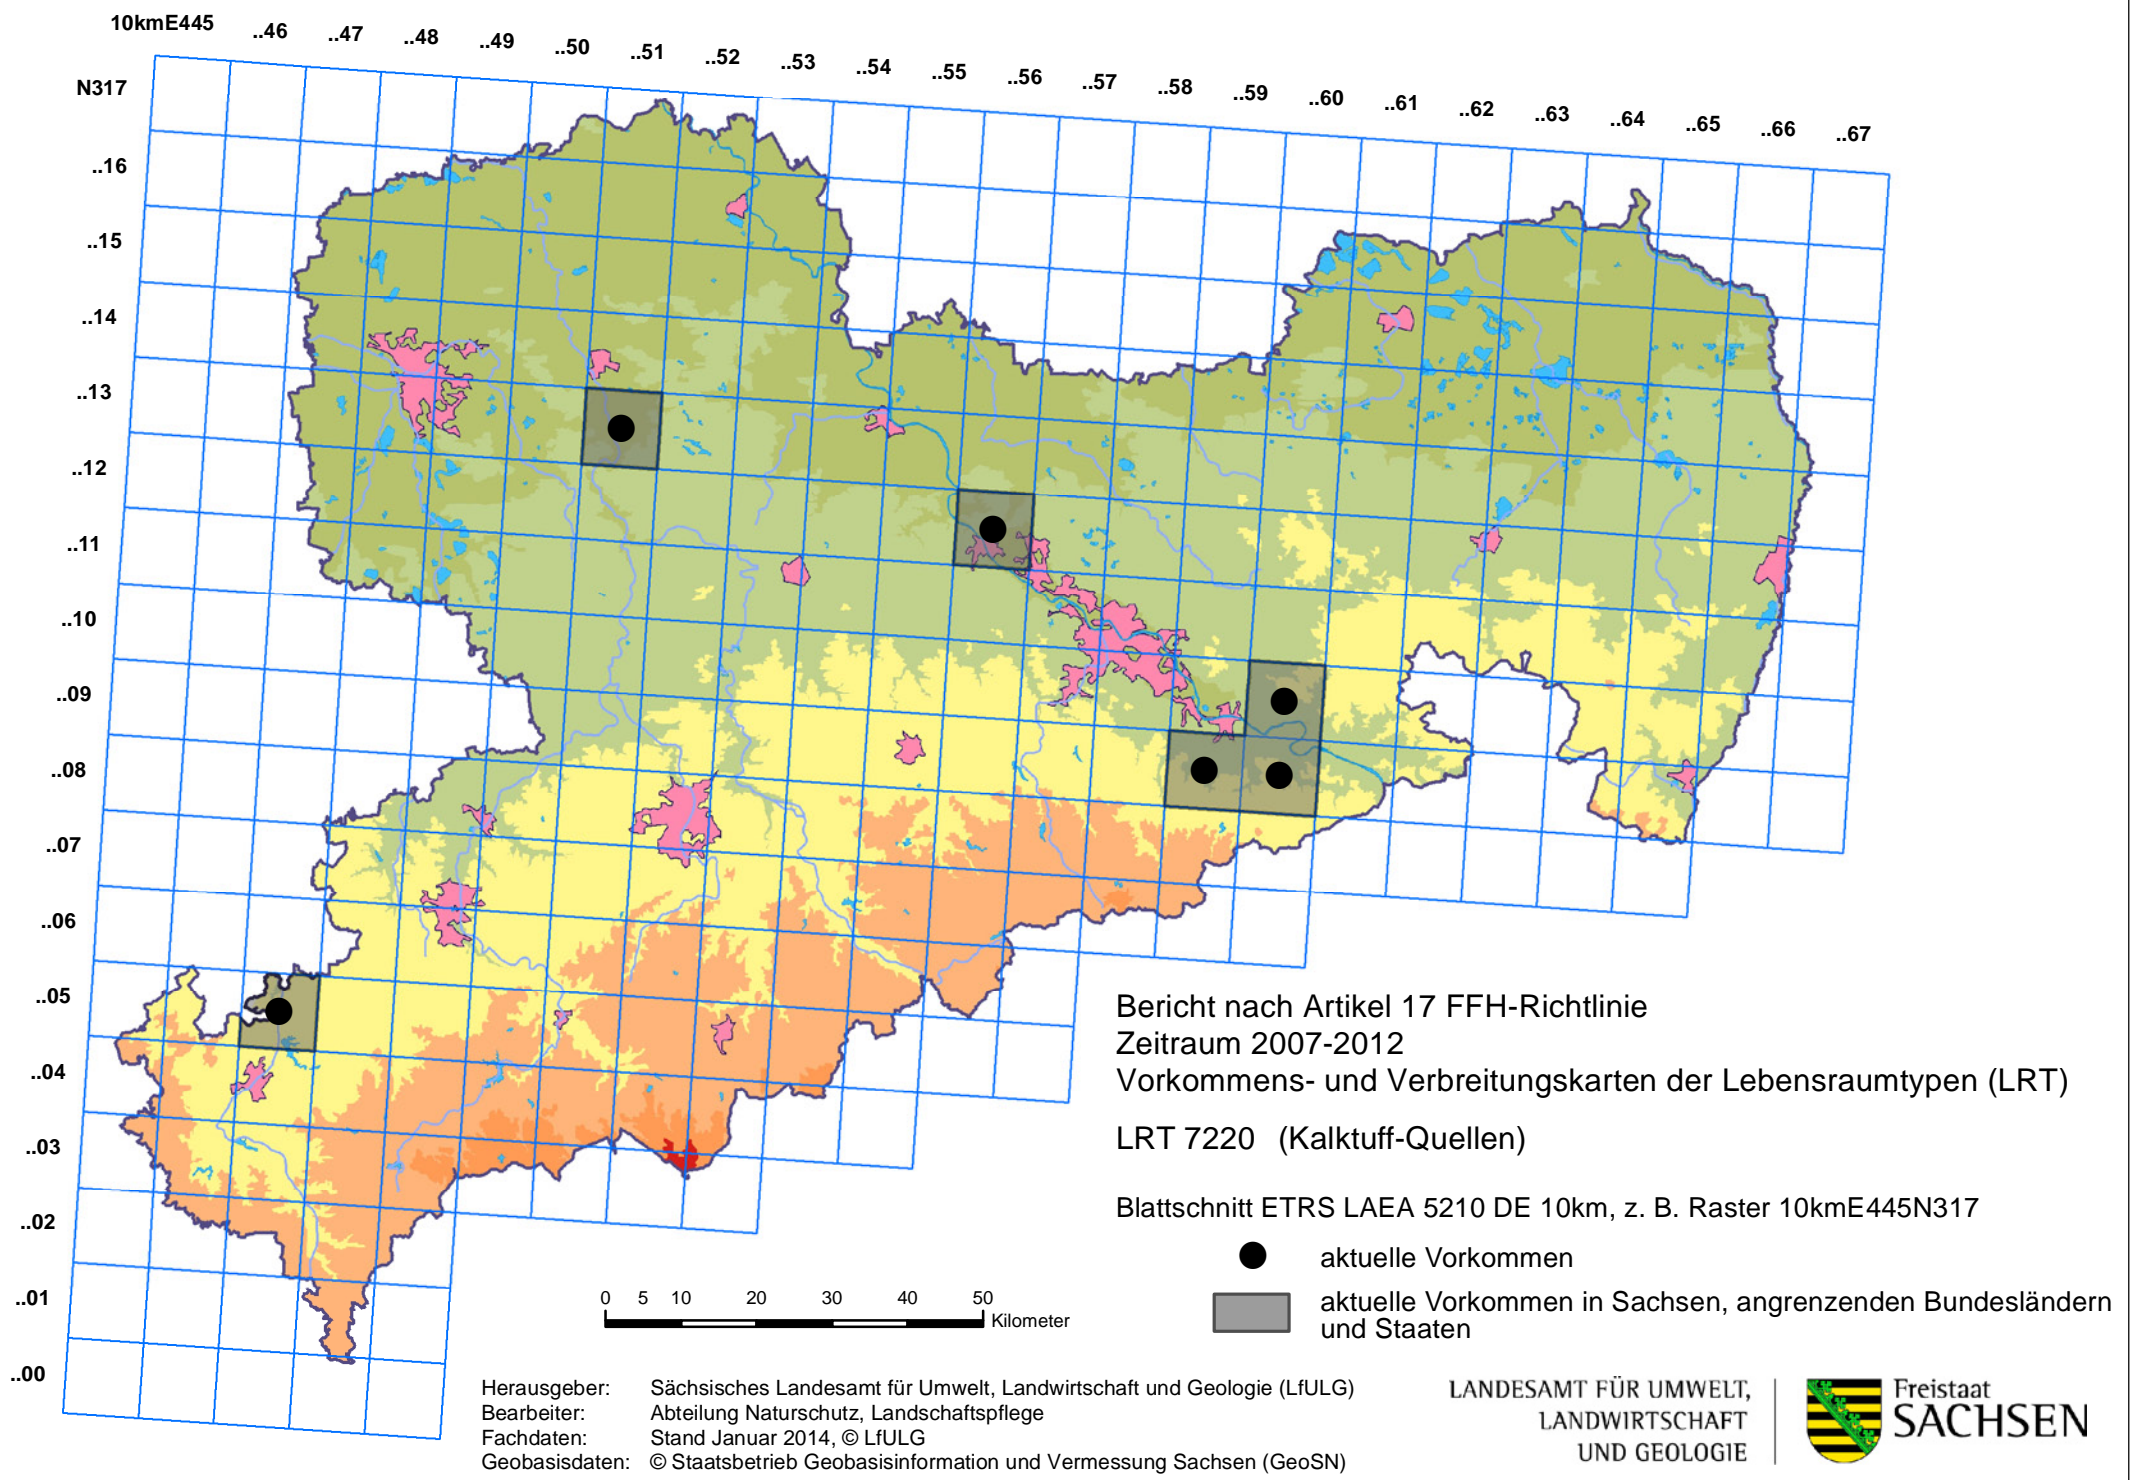 10kmE445 ..46 ..47 ..48 ..49 ..50 ..51 ..52 ..53 ..54 ..55 ..56 ..57 ..58 ..59 ..60 ..61 ..62 ..63 ..64 ..65 ..66 ..67
N317
..16
..15
..14
..13
..12
..11
..10
..09
..08
..07
..06
..05
..04
..03
..02
..01
..00
Bericht nach Artikel 17 FFH-Richtlinie
Zeitraum 2007-2012
Vorkommens- und Verbreitungskarten der Lebensraumtypen (LRT)
LRT 7220 (Kalktuff-Quellen)
Blattschnitt ETRS LAEA 5210 DE 10km, z. B. Raster 10kmE445N317
aktuelle Vorkommen
aktuelle Vorkommen in Sachsen, angrenzenden Bundesländern
und Staaten
0 5 10 20 30 40 50
Kilometer
Herausgeber: Sächsisches Landesamt für Umwelt, Landwirtschaft und Geologie (LfULG)
Bearbeiter: Abteilung Naturschutz, Landschaftspflege
Fachdaten: Stand Januar 2014, © LfULG
Geobasisdaten: © Staatsbetrieb Geobasisinformation und Vermessung Sachsen (GeoSN)
LANDESAMT FÜR UMWELT,
LANDWIRTSCHAFT
UND GEOLOGIE
Freistaat
SACHSEN